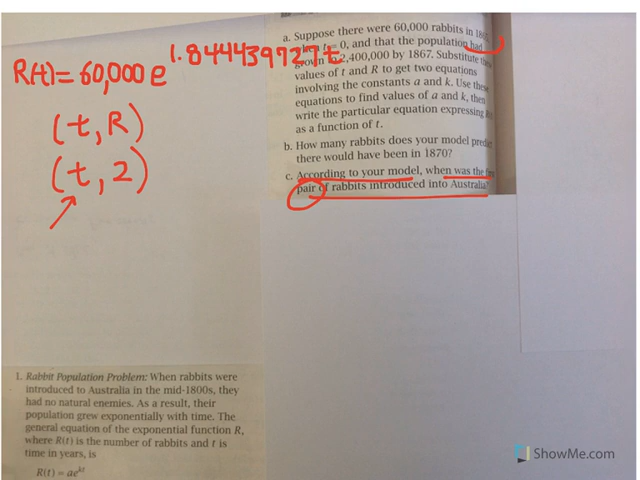 R(t) = 60,000 e^1.844439727t
(t, R)
(t, 2)
a. Suppose there were 60,000 rabbits in
when t = 0, and that the population had
grown to 2,400,000 by 1867. Substitute these
values of t and R to get two equations
involving the constants a and k. Use these
equations to find values of a and k, then
write the particular equation expressing
as a function of t.
b. How many rabbits does your model predict
there would have been in 1870?
c. According to your model, when was the
pair of rabbits introduced into Australia?
1. Rabbit Population Problem: When rabbits were
introduced to Australia in the mid-1800s, they
had no natural enemies. As a result, their
population grew exponentially with time. The
general equation of the exponential function R,
where R(t) is the number of rabbits and t is
time in years, is
R(t) = ae^kt
ShowMe.com